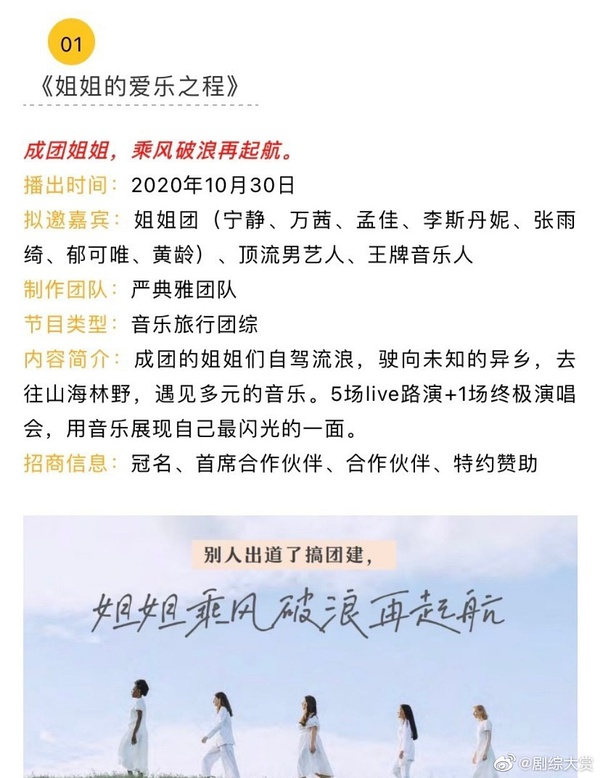 01
《姐姐的爱乐之程》
成团姐姐，乘风破浪再起航。
播出时间：2020年10月30日
拟邀嘉宾：姐姐团（宁静、万茜、孟佳、李斯丹妮、张雨
绮、郁可唯、黄龄）、顶流男艺人、王牌音乐人
制作团队：严典雅团队
节目类型：音乐旅行团综
内容简介：成团的姐姐们自驾流浪，驶向未知的异乡，去
往山海林野，遇见多元的音乐。5场live路演+1场终极演唱
会，用音乐展现自己最闪光的一面。
招商信息：冠名、首席合作伙伴、合作伙伴、特约赞助
别人出道了搞团建，
姐姐乘风破浪再起航
@剧综大赏